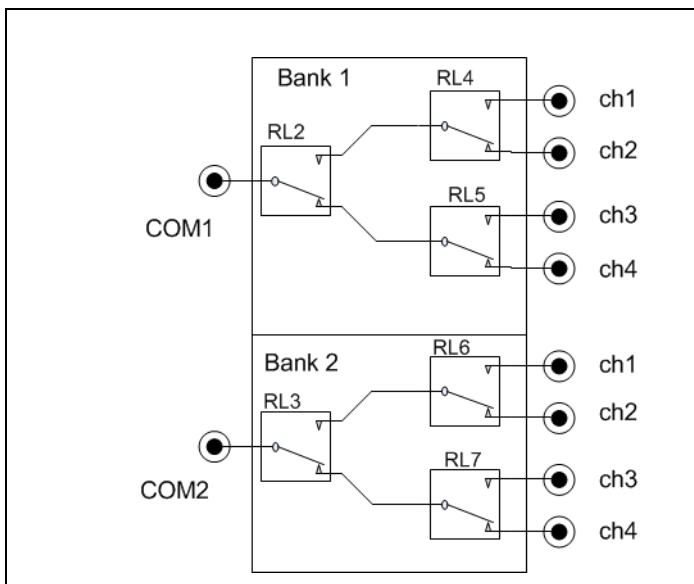 Bank 1
RL4
ch1
RL2
ch2
RL5
COM1
ch3
ch4
RL6
Bank 2
ch1
RL3
ch2
RL7
COM2
ch3
ch4